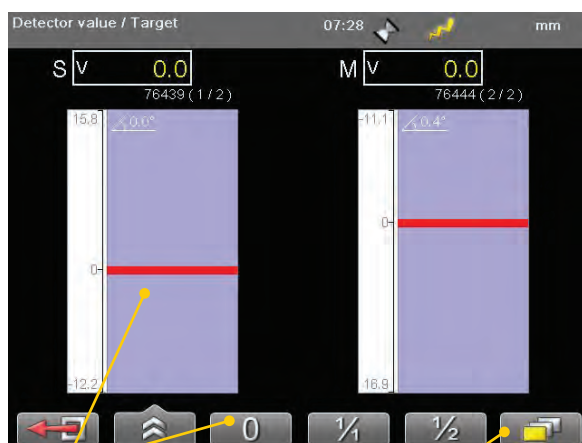 Detector value / Target 07:28 mm
S V 0.0 M V 0.0
76439 (1/2) 76444 (2/2)
15.8 0.0° -11.1 0.4°
0
0
-12.2 16.9
0 1/1 1/2